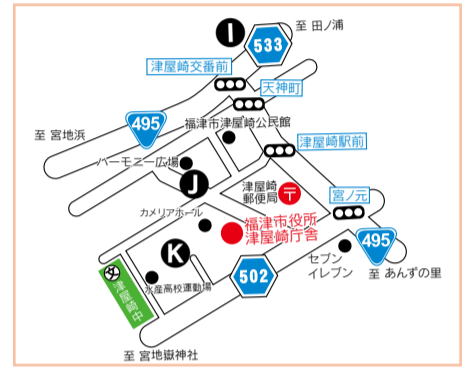 I
至 田ノ浦
533
津屋崎交番前
天神町
495
福津市津屋崎公民館
至 宮地浜
津屋崎駅前
ハーモニー広場
J
津屋崎
郵便局
〒
宮ノ元
カメリアホール
福津市役所
津屋崎庁舎
K
495
セブン
イレブン
502
至 あんずの里
文
津屋崎中
水産高校運動場
至 宮地嶽神社